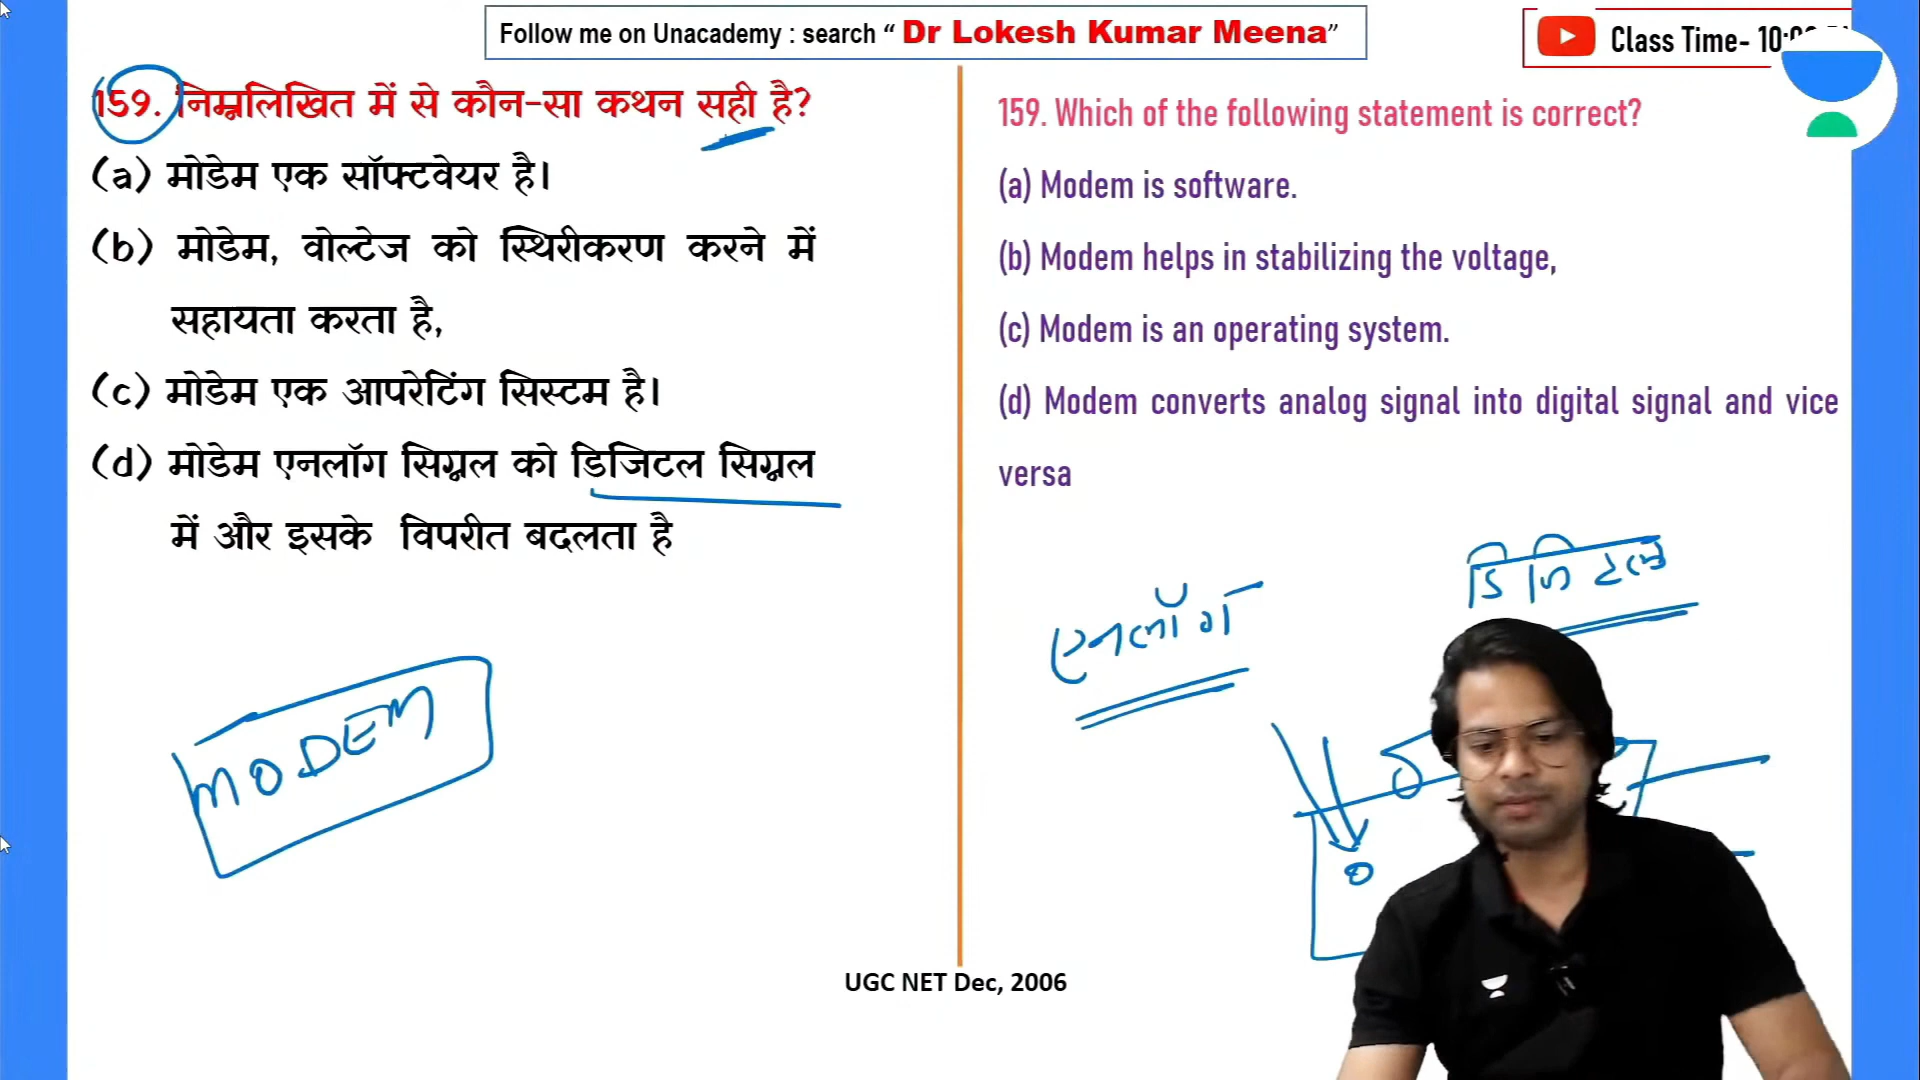 Follow me on Unacademy : search “ Dr Lokesh Kumar Meena”
Class Time- 10:
159. निम्नलिखित में से कौन-सा कथन सही है?
(a) मोडेम एक सॉफ्टवेयर है।
(b) मोडेम, वोल्टेज को स्थिरीकरण करने में
सहायता करता है,
(c) मोडेम एक आपरेटिंग सिस्टम है।
(d) मोडेम एनलॉग सिग्नल को डिजिटल सिग्नल
में और इसके विपरीत बदलता है
MODEM
159. Which of the following statement is correct?
(a) Modem is software.
(b) Modem helps in stabilizing the voltage,
(c) Modem is an operating system.
(d) Modem converts analog signal into digital signal and vice
versa
डिजिटल
एनलॉग
UGC NET Dec, 2006